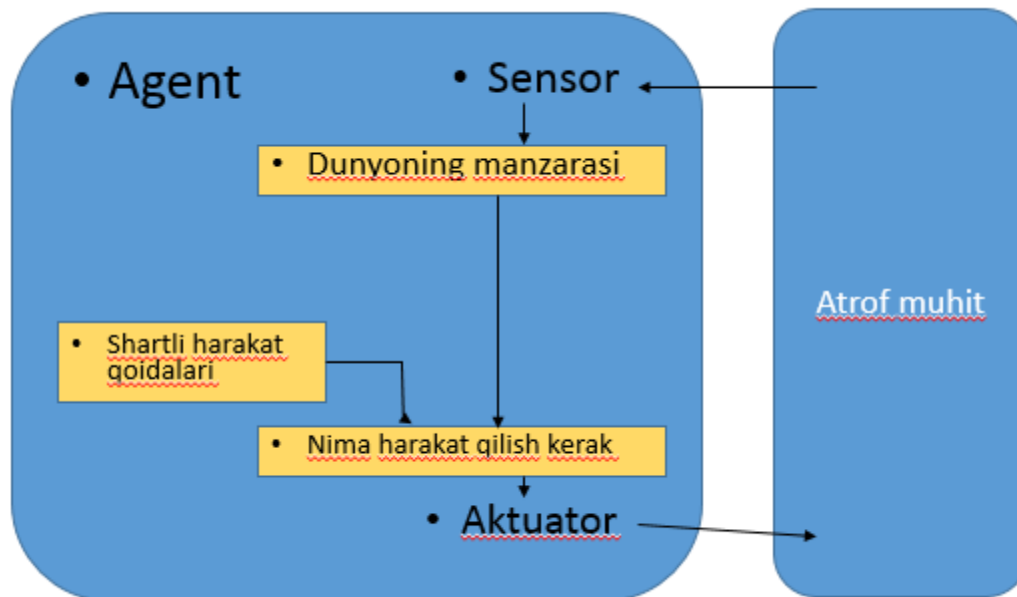 • Agent
• Sensor
• Dunyoning manzarasi
Atrof muhit
• Shartli harakat
qoidalari
• Nima harakat qilish kerak
• Aktuator